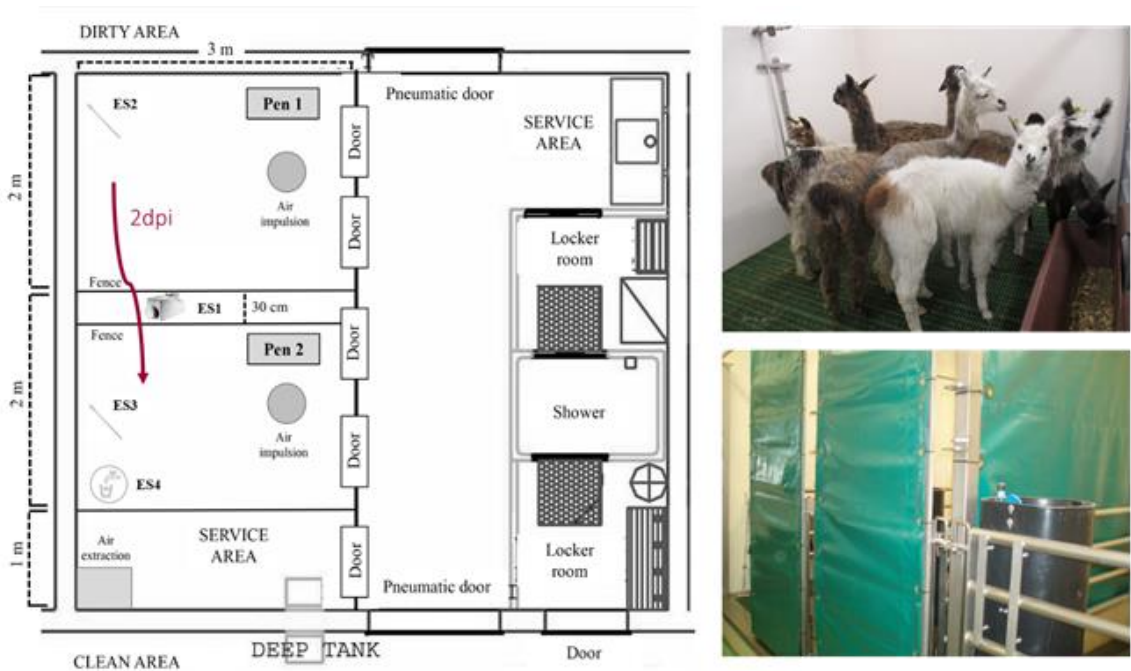 DIRTY AREA
3 m
ES2
Pen 1
Door
Pneumatic door
SERVICE
AREA
2 m
2dpi
Air
impulsion
Door
Locker
room
Fence
ES1
30 cm
Fence
Pen 2
Door
2 m
ES3
Air
impulsion
Shower
Door
ES4
SERVICE
AREA
Air
extraction
1 m
Door
Locker
room
Pneumatic door
DEEP TANK
Door
CLEAN AREA